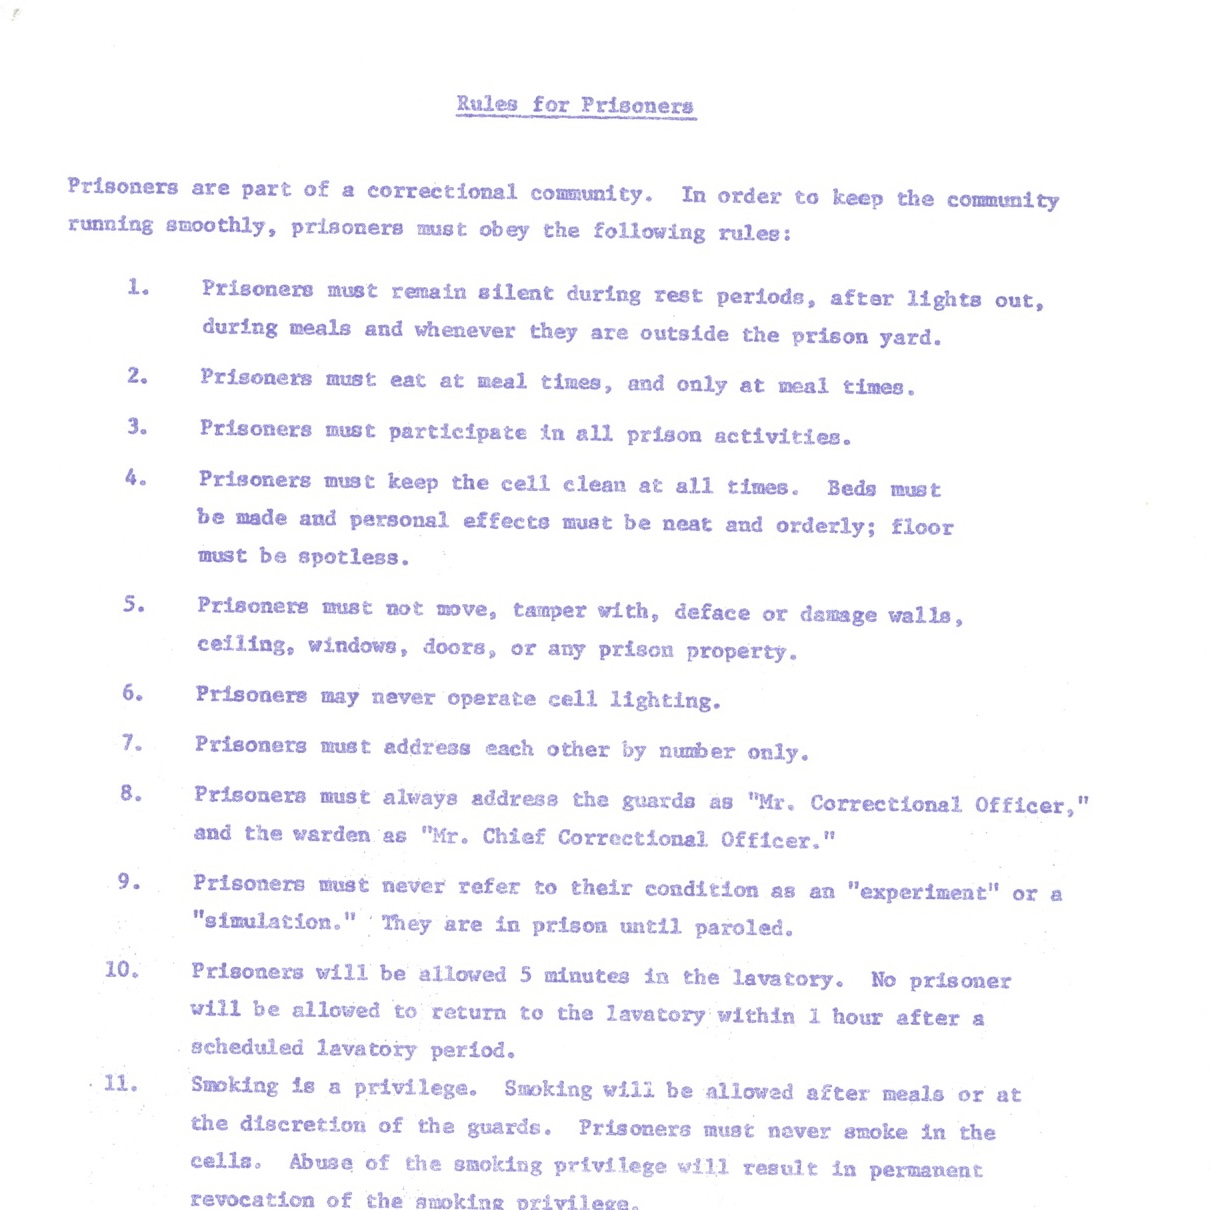 Rules for Prisoners
Prisoners are part of a correctional community.  In order to keep the community
running smoothly, prisoners must obey the following rules:
1. Prisoners must remain silent during rest periods, after lights out,
during meals and whenever they are outside the prison yard.
2. Prisoners must eat at meal times, and only at meal times.
3. Prisoners must participate in all prison activities.
4. Prisoners must keep the cell clean at all times.  Beds must
be made and personal effects must be neat and orderly; floor
must be spotless.
5. Prisoners must not move, tamper with, deface or damage walls,
ceiling, windows, doors, or any prison property.
6. Prisoners may never operate cell lighting.
7. Prisoners must address each other by number only.
8. Prisoners must always address the guards as "Mr. Correctional Officer,"
and the warden as "Mr. Chief Correctional Officer."
9. Prisoners must never refer to their condition as an "experiment" or a
"simulation."  They are in prison until paroled.
10. Prisoners will be allowed 5 minutes in the lavatory.  No prisoner
will be allowed to return to the lavatory within 1 hour after a
scheduled lavatory period.
11. Smoking is a privilege.  Smoking will be allowed after meals or at
the discretion of the guards.  Prisoners must never smoke in the
cells.  Abuse of the smoking privilege will result in permanent
revocation of the smoking privilege.